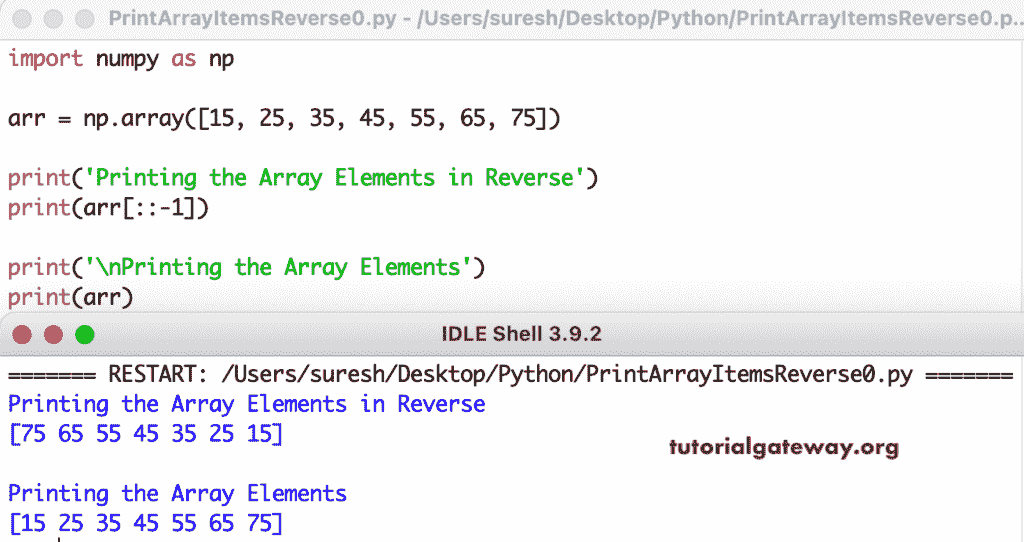 PrintArrayItemsReverse0.py - /Users/suresh/Desktop/Python/PrintArrayItemsReverse0.p...
import numpy as np
arr = np.array([15, 25, 35, 45, 55, 65, 75])
print('Printing the Array Elements in Reverse')
print(arr[::-1])
print('\nPrinting the Array Elements')
print(arr)
IDLE Shell 3.9.2
======= RESTART: /Users/suresh/Desktop/Python/PrintArrayItemsReverse0.py =======
Printing the Array Elements in Reverse
[75 65 55 45 35 25 15]
tutorialgateway.org
Printing the Array Elements
[15 25 35 45 55 65 75]